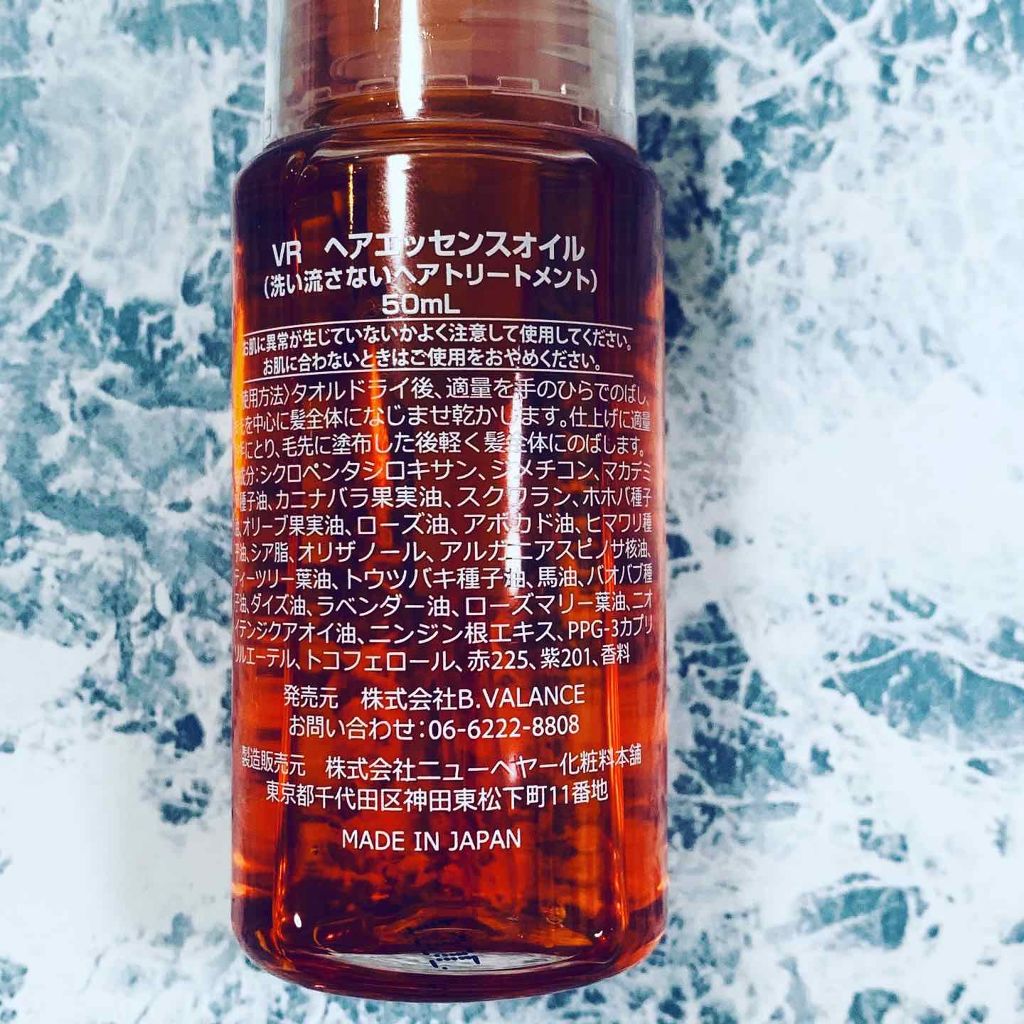 VR ヘアエッセンスオイル
(洗い流さないヘアトリートメント)
50mL
お肌に異常が生じていないかよく注意して使用してください。
お肌に合わないときはご使用をおやめください。
使用方法〉タオルドライ後、適量を手のひらでのばし、
を中心に髪全体になじませ乾かします。仕上げに適量
にとり、毛先に塗布した後軽く髪全体にのばします。
成分:シクロペンタシロキサン、ジメチコン、マカデミ
種子油、カニナバラ果実油、スクワラン、ホホバ種子
油、オリーブ果実油、ローズ油、アボカド油、ヒマワリ種
子油、シア脂、オリザノール、アルガニアスピノサ核油、
ティーツリー葉油、トウツバキ種子油、馬油、バオバブ種
子油、ダイズ油、ラベンダー油、ローズマリー葉油、ニオ
イテンジクアオイ油、ニンジン根エキス、PPG-3カプリ
リルエーテル、トコフェロール、赤225、紫201、香料
発売元 株式会社B.VALANCE
お問い合わせ:06-6222-8808
製造販売元 株式会社ニューヘヤー化粧料本舗
東京都千代田区神田東松下町11番地
MADE IN JAPAN